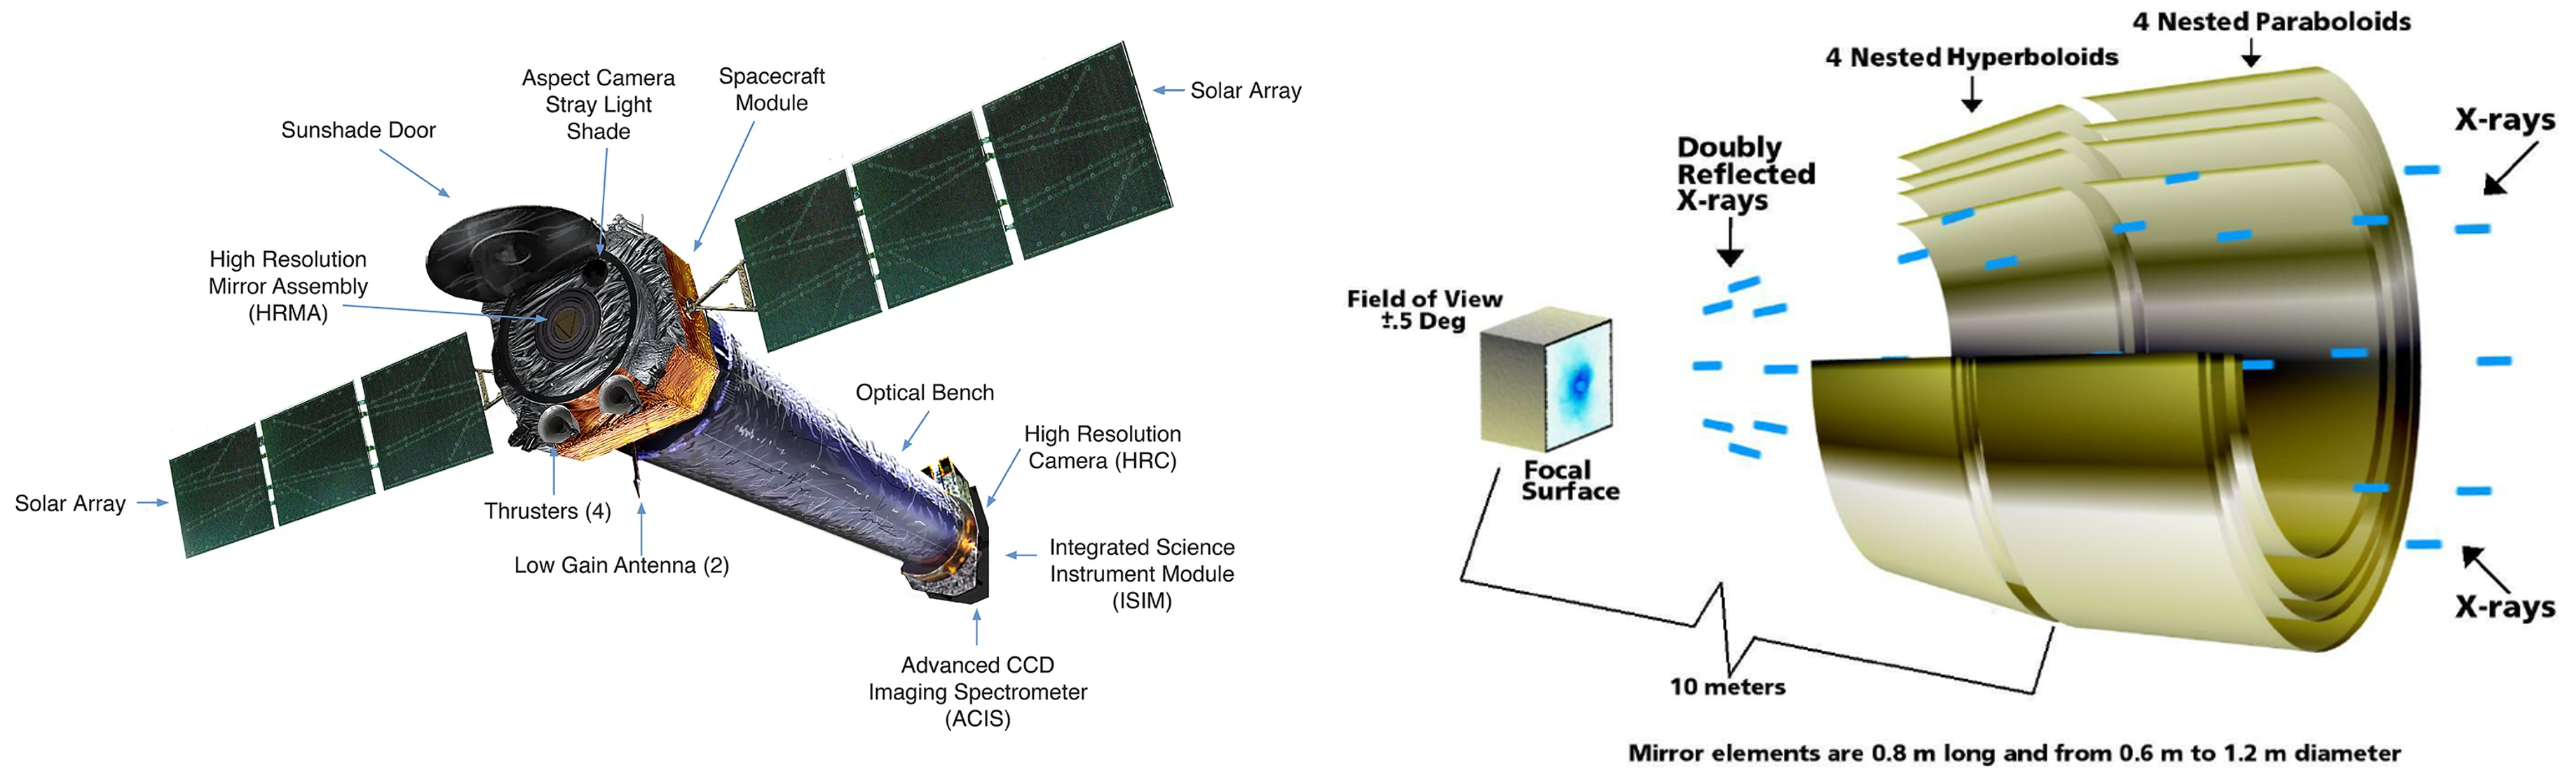 Aspect Camera
Stray Light
Shade
Spacecraft
Module
Solar Array
Sunshade Door
High Resolution
Mirror Assembly
(HRMA)
Optical Bench
High Resolution
Camera (HRC)
Solar Array
Thrusters (4)
Low Gain Antenna (2)
Integrated Science
Instrument Module
(ISIM)
Advanced CCD
Imaging Spectrometer
(ACIS)
4 Nested Paraboloids
4 Nested Hyperboloids
X-rays
Doubly
Reflected
X-rays
Field of View
±.5 Deg
Focal
Surface
X-rays
10 meters
Mirror elements are 0.8 m long and from 0.6 m to 1.2 m diameter